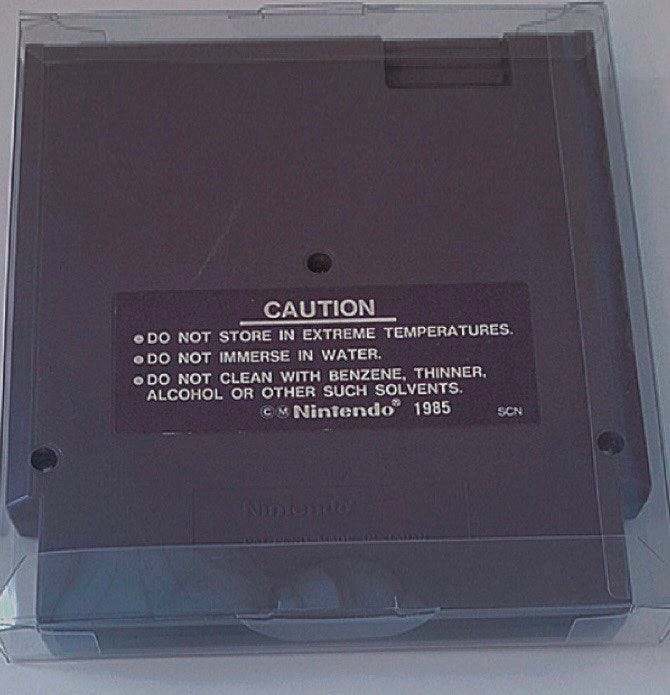 CAUTION
●DO NOT STORE IN EXTREME TEMPERATURES.
●DO NOT IMMERSE IN WATER.
●DO NOT CLEAN WITH BENZENE, THINNER,
ALCOHOL OR OTHER SUCH SOLVENTS.
©Ⓜ Nintendo® 1985 SCN
Nintendo®